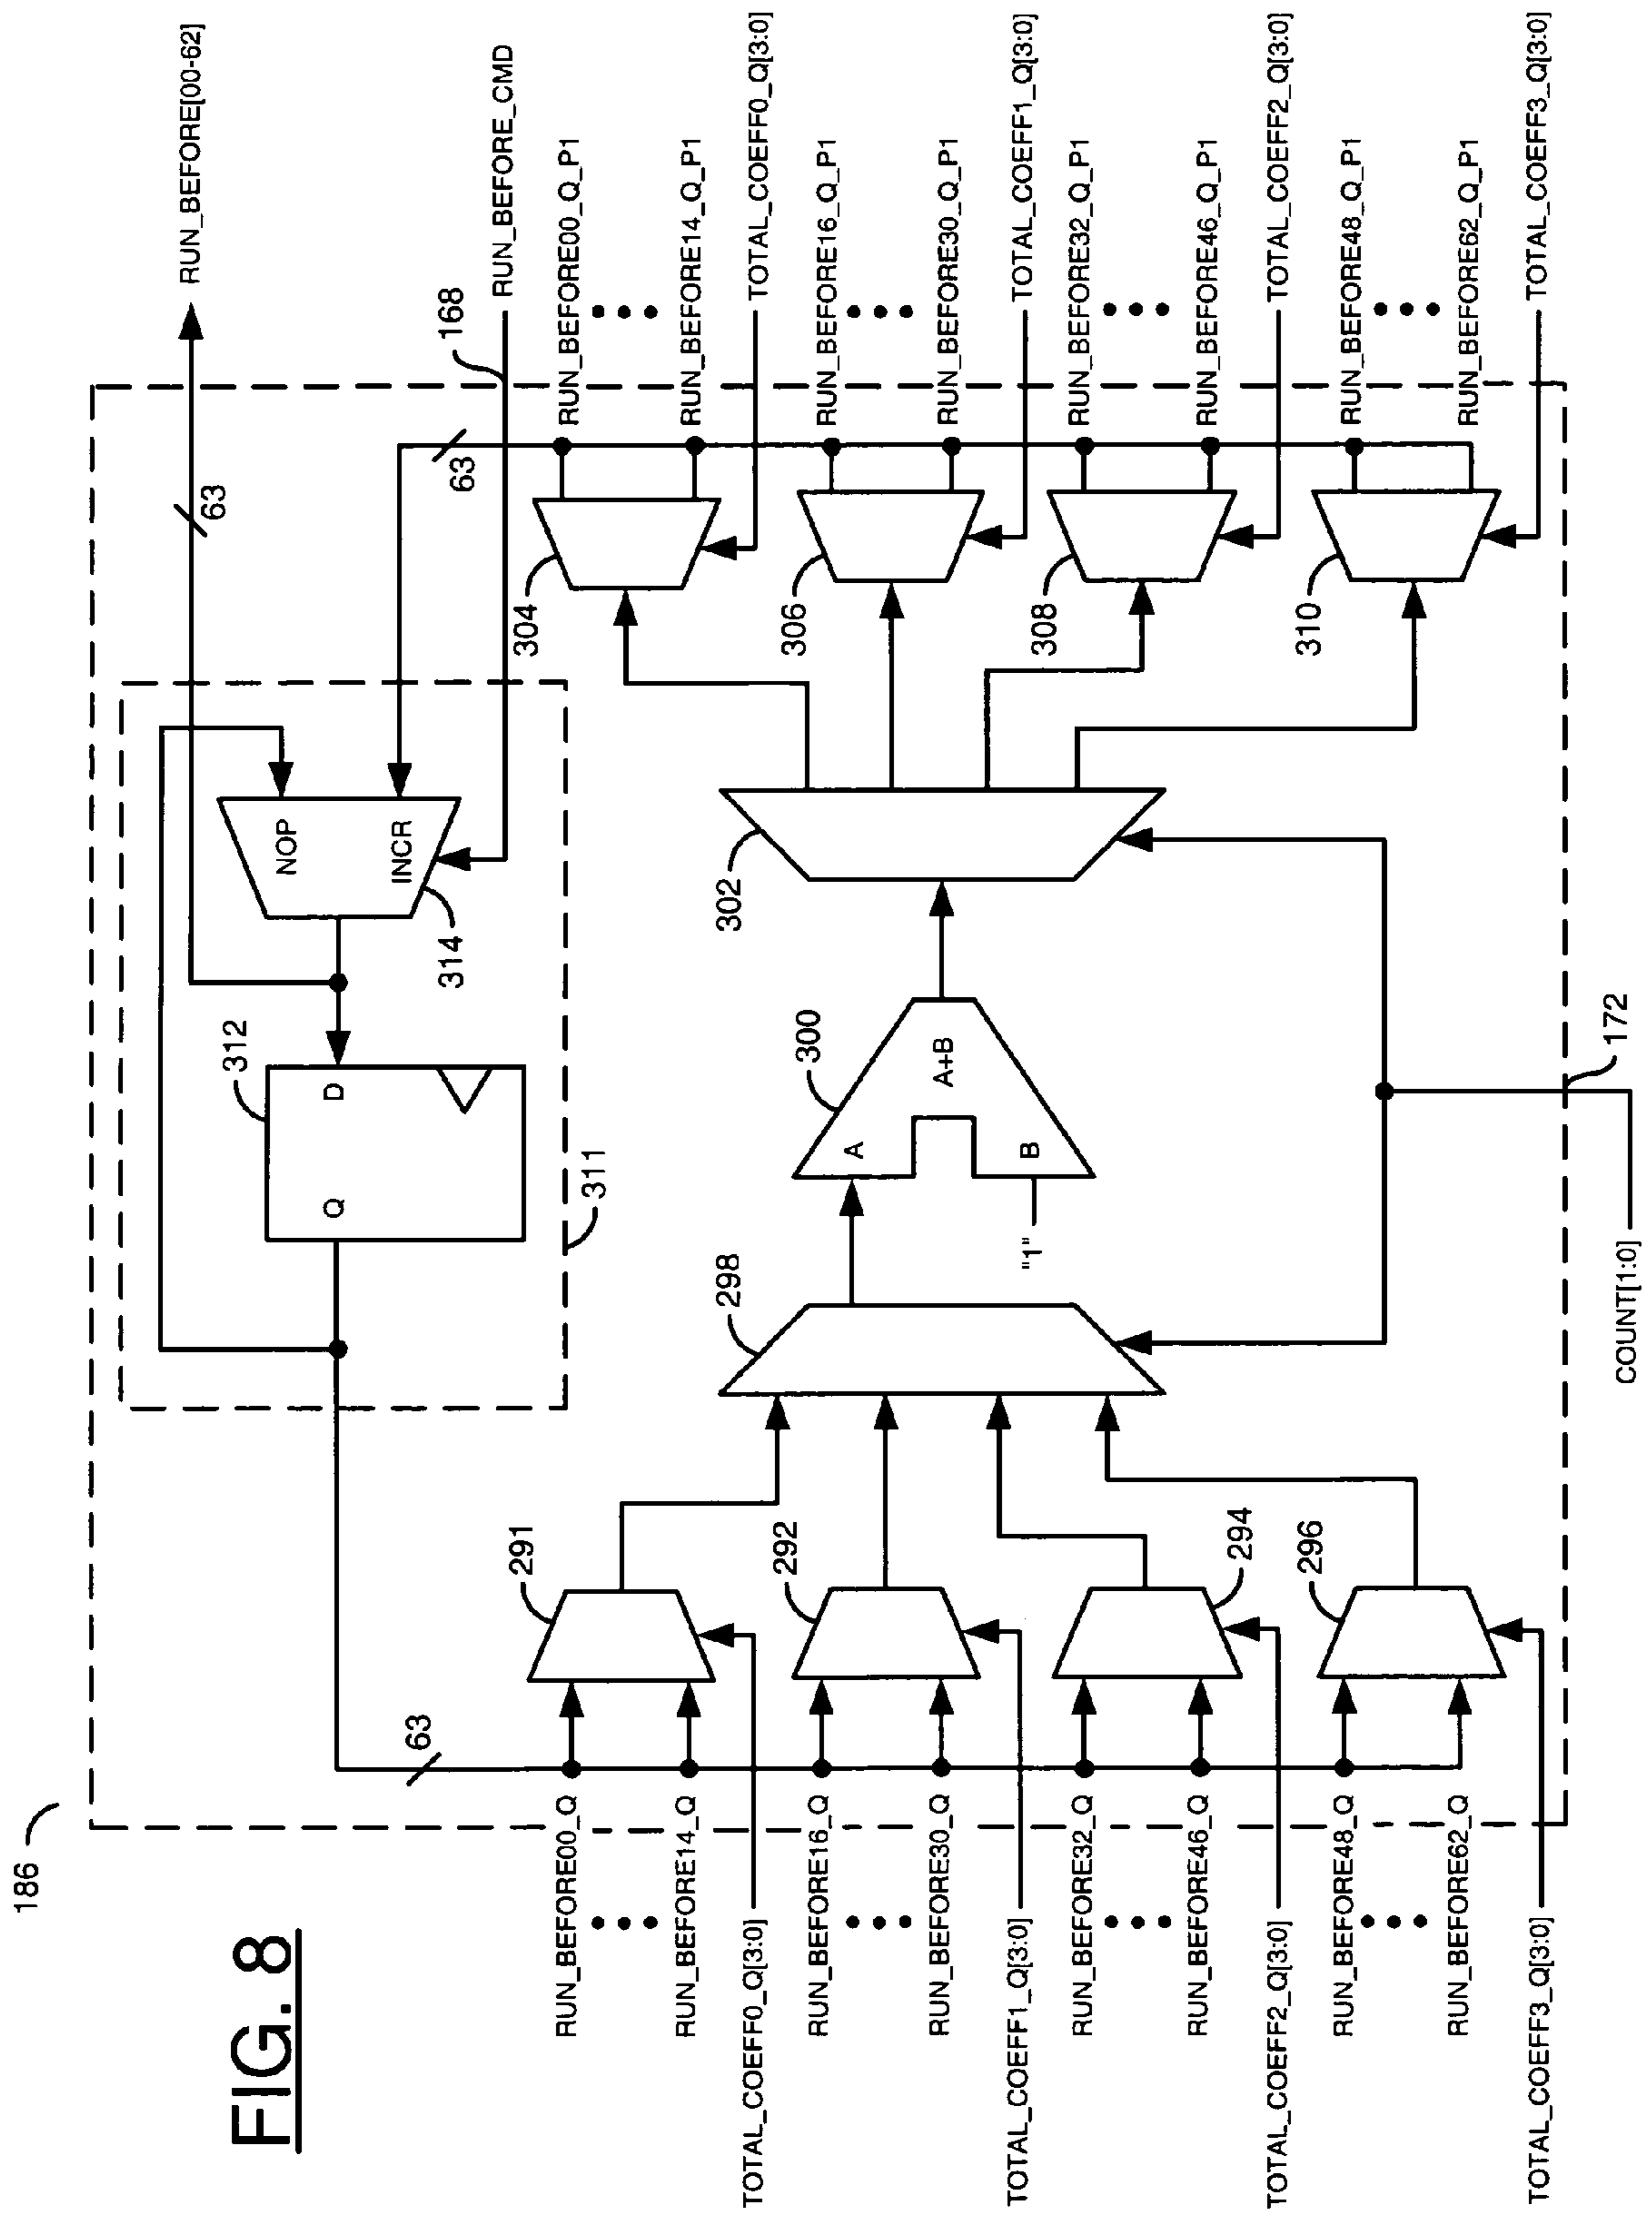 FIG. 8
186
RUN_BEFORE[00-62]
63
RUN_BEFORE_CMD
168
63
NOP
INCR
314
312
Q
D
311
63
RUN_BEFORE00_Q
RUN_BEFORE14_Q
TOTAL_COEFF0_Q[3:0]
RUN_BEFORE16_Q
RUN_BEFORE30_Q
TOTAL_COEFF1_Q[3:0]
RUN_BEFORE32_Q
RUN_BEFORE46_Q
TOTAL_COEFF2_Q[3:0]
RUN_BEFORE48_Q
RUN_BEFORE62_Q
TOTAL_COEFF3_Q[3:0]
291
292
294
296
298
300
A
B
A+B
"1"
302
304
306
308
310
RUN_BEFORE00_Q_P1
RUN_BEFORE14_Q_P1
TOTAL_COEFF0_Q[3:0]
RUN_BEFORE16_Q_P1
RUN_BEFORE30_Q_P1
TOTAL_COEFF1_Q[3:0]
RUN_BEFORE32_Q_P1
RUN_BEFORE46_Q_P1
TOTAL_COEFF2_Q[3:0]
RUN_BEFORE48_Q_P1
RUN_BEFORE62_Q_P1
TOTAL_COEFF3_Q[3:0]
172
COUNT[1:0]